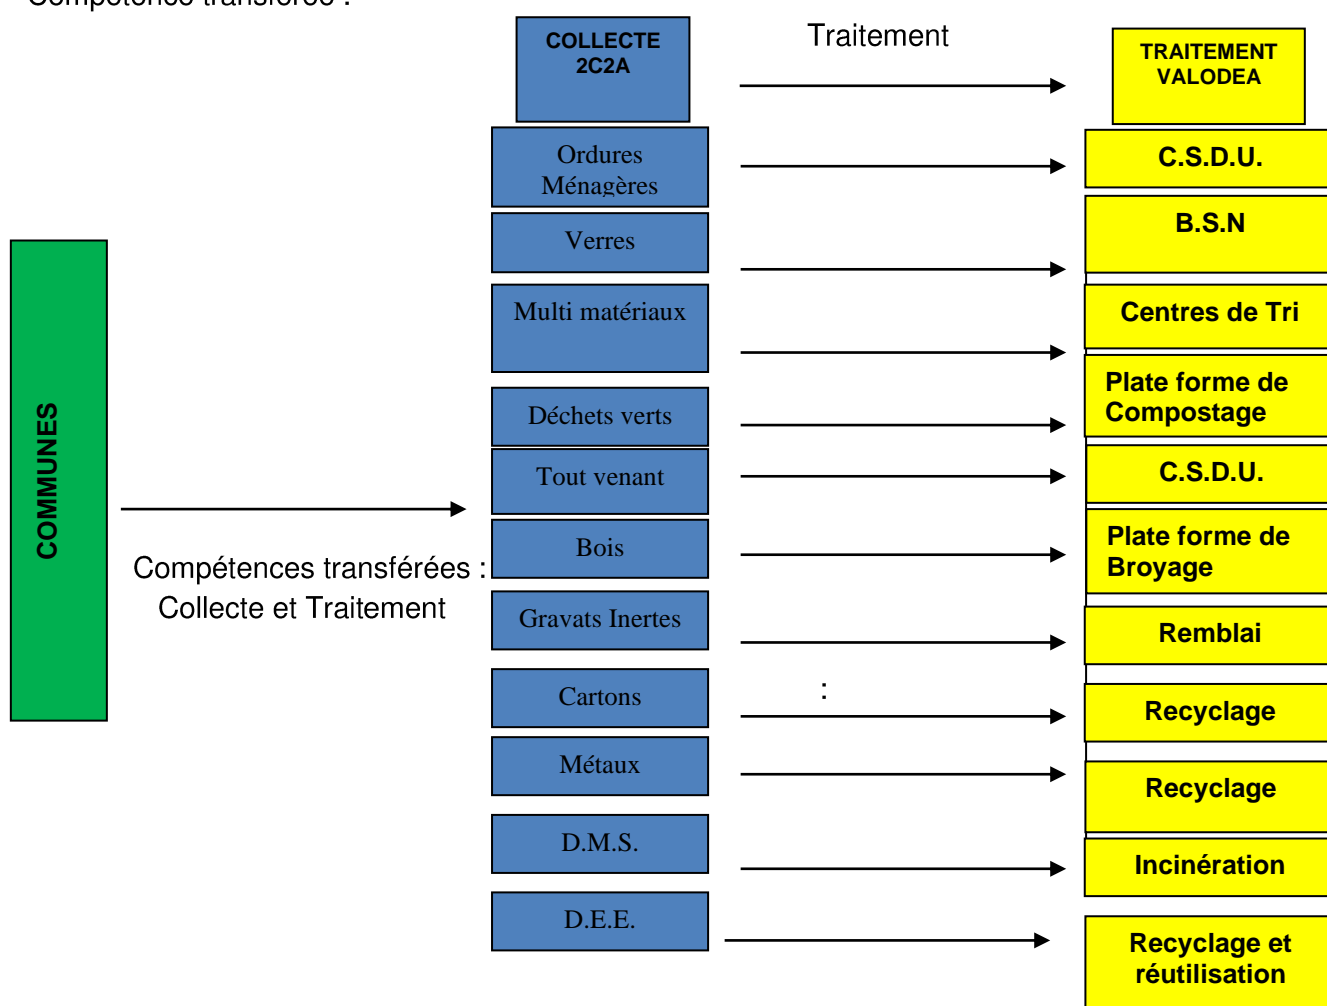 Compétence transférée :
COLLECTE
2C2A
Traitement
TRAITEMENT
VALODEA
Ordures
Ménagères
C.S.D.U.
Verres
B.S.N
Multi matériaux
Centres de Tri
Déchets verts
Plate forme de
Compostage
Tout venant
C.S.D.U.
COMMUNES
Compétences transférées :
Collecte et Traitement
Bois
Plate forme de
Broyage
Gravats Inertes
Remblai
:
Cartons
Recyclage
Métaux
Recyclage
D.M.S.
Incinération
D.E.E.
Recyclage et
réutilisation